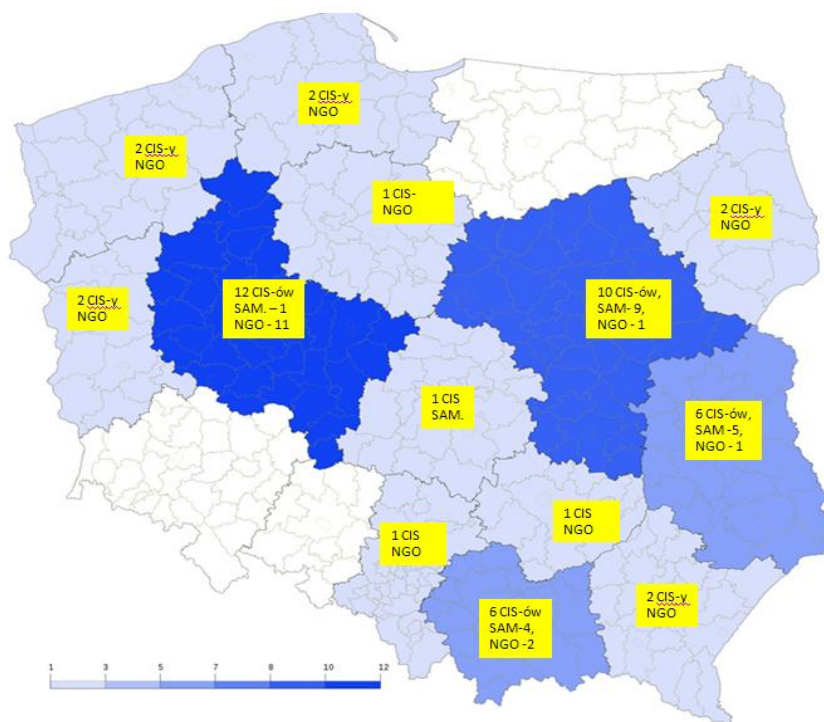 2 CIS-y
NGO
2 CIS-y
NGO
1 CIS-
NGO
2 CIS-y
NGO
2 CIS-y
NGO
12 CIS-ów
SAM. – 1
NGO - 11
10 CIS-ów,
SAM- 9,
NGO - 1
1 CIS
SAM.
6 CIS-ów,
SAM -5,
NGO - 1
1 CIS
NGO
1 CIS
NGO
6 CIS-ów
SAM-4,
NGO -2
2 CIS-y
NGO
1 3 5 7 8 10 12